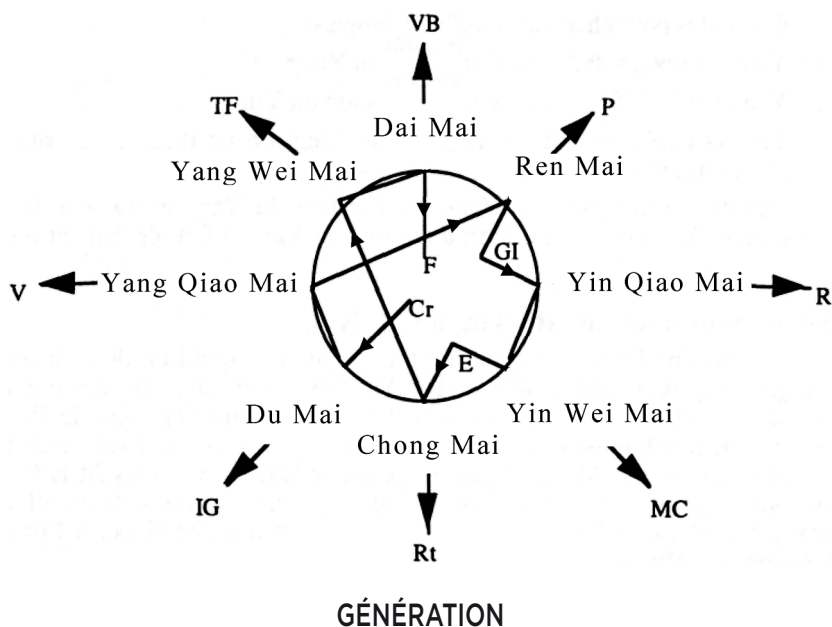 VB
TF
P
Dai Mai
Yang Wei Mai
Ren Mai
GI
F
V
Yang Qiao Mai
Yin Qiao Mai
R
Cr
E
Du Mai
Yin Wei Mai
Chong Mai
IG
MC
Rt
GÉNÉRATION